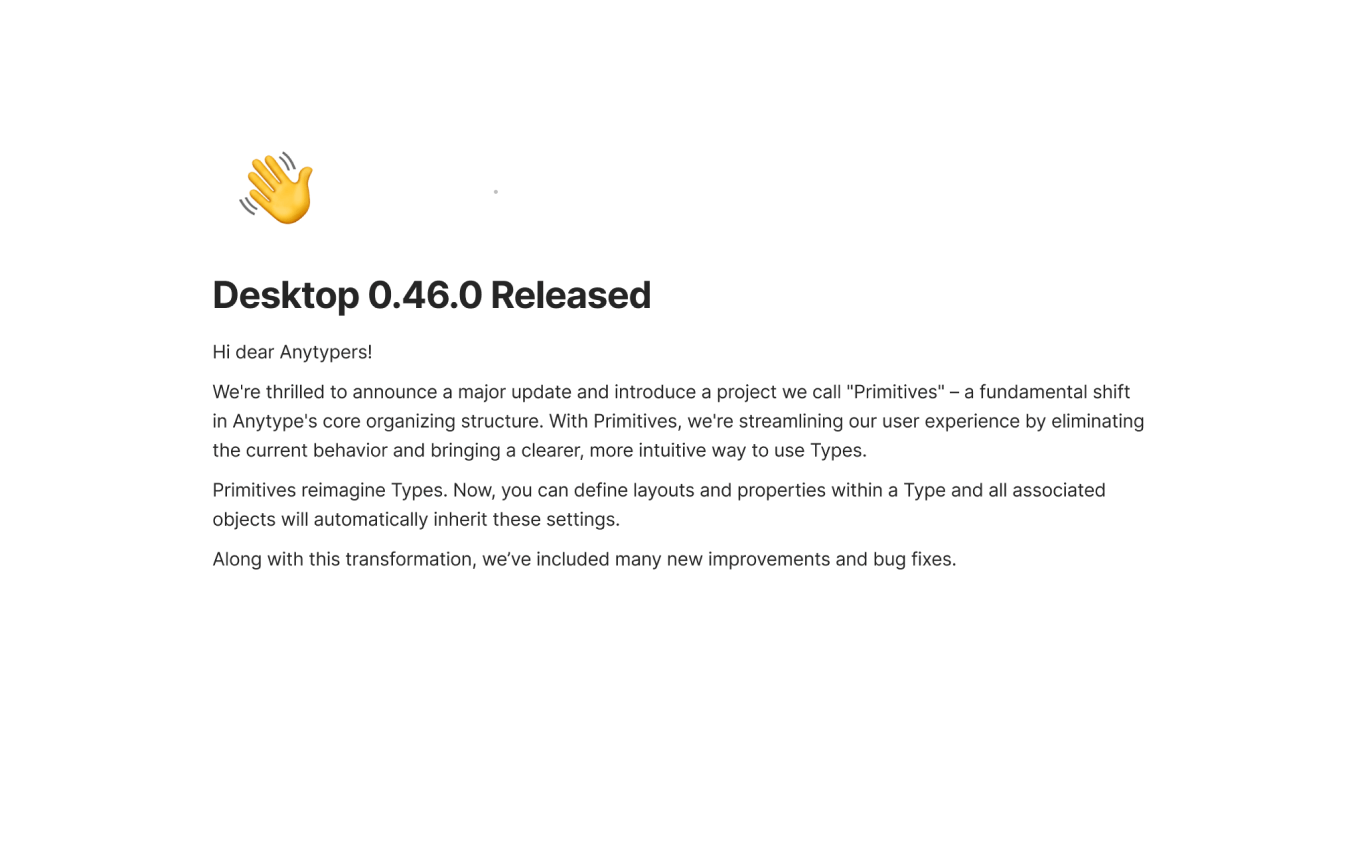 Desktop 0.46.0 Released
Hi dear Anytypers!
We're thrilled to announce a major update and introduce a project we call "Primitives" – a fundamental shift
in Anytype's core organizing structure. With Primitives, we're streamlining our user experience by eliminating
the current behavior and bringing a clearer, more intuitive way to use Types.
Primitives reimagine Types. Now, you can define layouts and properties within a Type and all associated
objects will automatically inherit these settings.
Along with this transformation, we’ve included many new improvements and bug fixes.